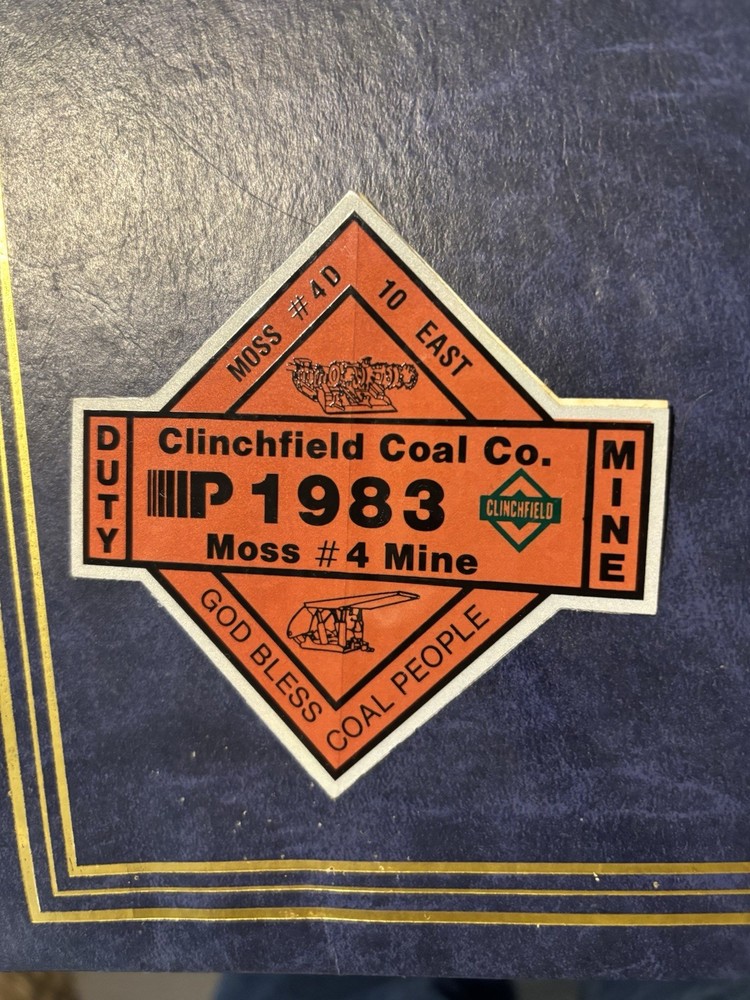 MOSS #4D 10 EAST
DUTY
Clinchfield Coal Co.
P 1983
CLINCHFIELD
Moss #4 Mine
MINE
GOD BLESS COAL PEOPLE